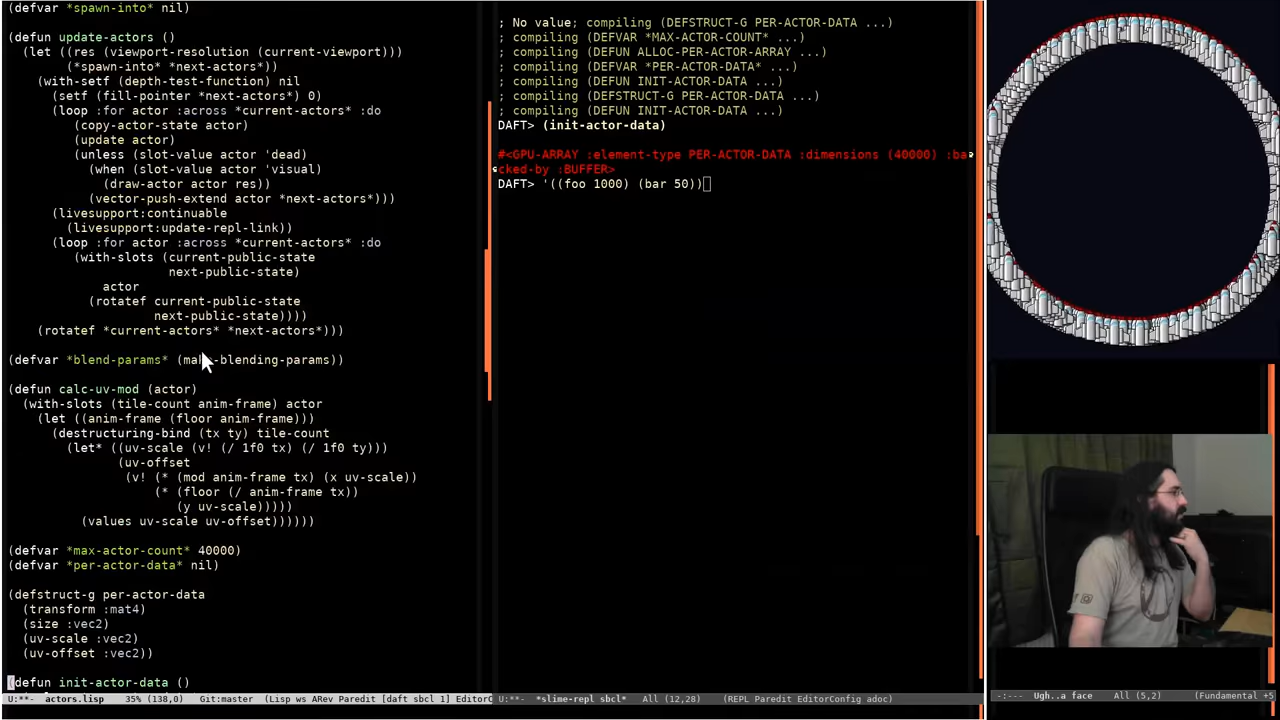 (defvar *spawn-into* nil)
(defun update-actors ()
  (let ((res (viewport-resolution (current-viewport)))
        (*spawn-into* *next-actors*))
    (with-setf (depth-test-function) nil
      (setf (fill-pointer *next-actors*) 0)
      (loop :for actor :across *current-actors* :do
         (copy-actor-state actor)
         (update actor)
         (unless (slot-value actor 'dead)
           (when (slot-value actor 'visual)
             (draw-actor actor res))
           (vector-push-extend actor *next-actors*)))
      (livesupport:continuable
        (livesupport:update-repl-link))
      (loop :for actor :across *current-actors* :do
         (with-slots (current-public-state
                      next-public-state)
             actor
           (rotatef current-public-state
                    next-public-state))))
    (rotatef *current-actors* *next-actors*)))
(defvar *blend-params* (make-blending-params))
(defun calc-uv-mod (actor)
  (with-slots (tile-count anim-frame) actor
    (let ((anim-frame (floor anim-frame)))
      (destructuring-bind (tx ty) tile-count
        (let* ((uv-scale (v! (/ 1f0 tx) (/ 1f0 ty)))
               (uv-offset
                (v! (* (mod anim-frame tx) (x uv-scale))
                    (* (floor (/ anim-frame tx))
                       (y uv-scale)))))
          (values uv-scale uv-offset))))))
(defvar *max-actor-count* 40000)
(defvar *per-actor-data* nil)
(defstruct-g per-actor-data
  (transform :mat4)
  (size :vec2)
  (uv-scale :vec2)
  (uv-offset :vec2))
(defun init-actor-data ()
U:**-  actors.lisp    35% (138,0)    Git:master  (Lisp ws ARev Paredit [daft sbcl 1] EditorC
; No value; compiling (DEFSTRUCT-G PER-ACTOR-DATA ...)
; compiling (DEFVAR *MAX-ACTOR-COUNT* ...)
; compiling (DEFUN ALLOC-PER-ACTOR-ARRAY ...)
; compiling (DEFVAR *PER-ACTOR-DATA* ...)
; compiling (DEFUN INIT-ACTOR-DATA ...)
; compiling (DEFSTRUCT-G PER-ACTOR-DATA ...)
; compiling (DEFUN INIT-ACTOR-DATA ...)
DAFT> (init-actor-data)
#<GPU-ARRAY :element-type PER-ACTOR-DATA :dimensions (40000) :ba
cked-by :BUFFER>
DAFT> '((foo 1000) (bar 50))
U:**-  *slime-repl sbcl*    All (12,28)    (REPL Paredit EditorConfig adoc)
-:---  Ugh..a face    All (5,2)    (Fundamental +5